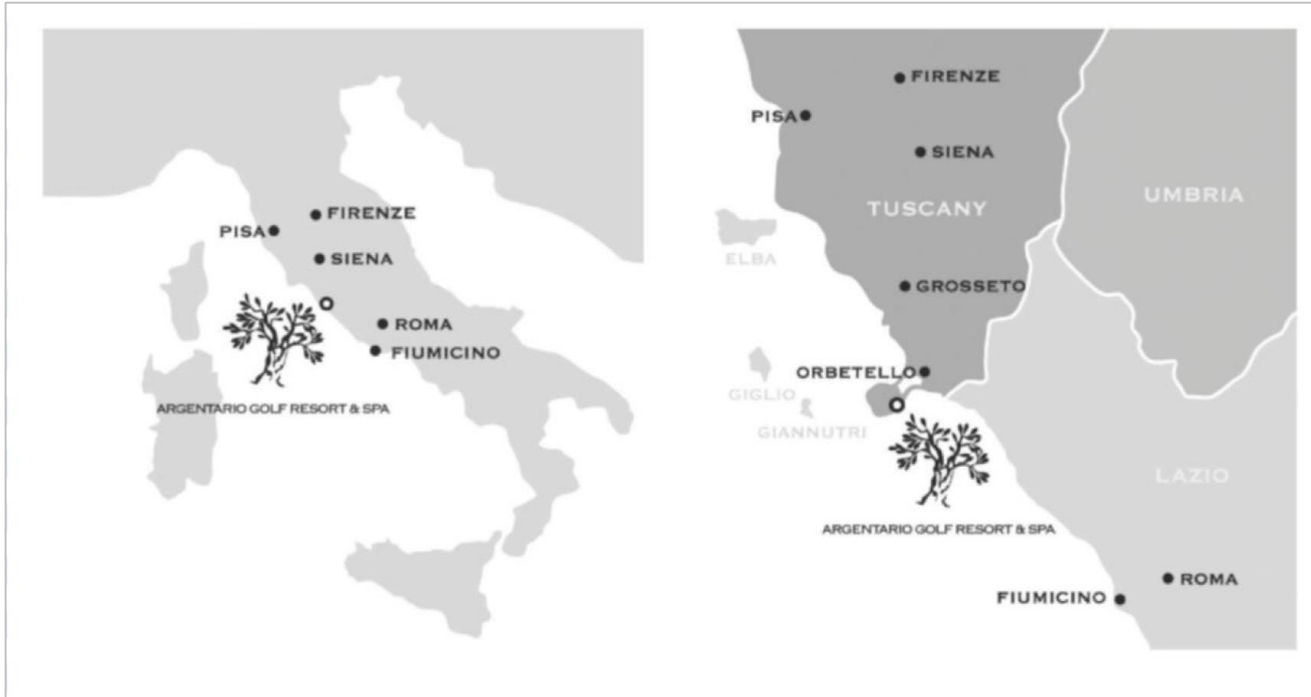 FIRENZE
PISA
SIENA
ROMA
FIUMICINO
ARGENTARIO GOLF RESORT & SPA
FIRENZE
PISA
SIENA
UMBRIA
TUSCANY
ELBA
GROSSETO
ORBETELLO
GIGLIO
GIANNUTRI
LAZIO
ARGENTARIO GOLF RESORT & SPA
ROMA
FIUMICINO